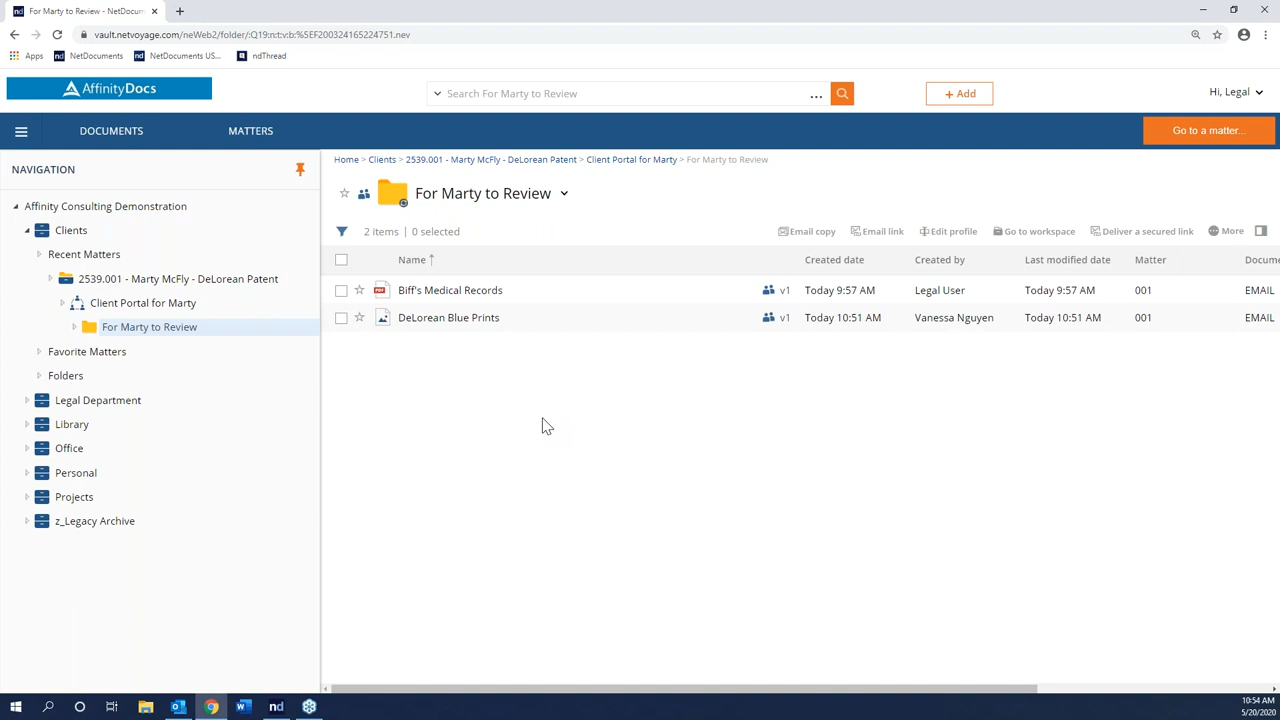 nd For Marty to Review - NetDocum
vault.netvoyage.com/neWeb2/folder/:Q19:n:t:v:b:%5EF200324165224751.nev
Apps nd NetDocuments nd NetDocuments US... ndThread
AffinityDocs Search For Marty to Review ... + Add Hi, Legal
DOCUMENTS MATTERS Go to a matter...
NAVIGATION
Affinity Consulting Demonstration
Clients
Recent Matters
2539.001 - Marty McFly - DeLorean Patent
Client Portal for Marty
For Marty to Review
Favorite Matters
Folders
Legal Department
Library
Office
Personal
Projects
z_Legacy Archive
Home > Clients > 2539.001 - Marty McFly - DeLorean Patent > Client Portal for Marty > For Marty to Review
For Marty to Review
2 items | 0 selected Email copy Email link Edit profile Go to workspace Deliver a secured link More
Name Created date Created by Last modified date Matter Docume
PDF Biff's Medical Records v1 Today 9:57 AM Legal User Today 9:57 AM 001 EMAIL
DeLorean Blue Prints v1 Today 10:51 AM Vanessa Nguyen Today 10:51 AM 001 EMAIL
nd
10:54 AM
5/20/2020